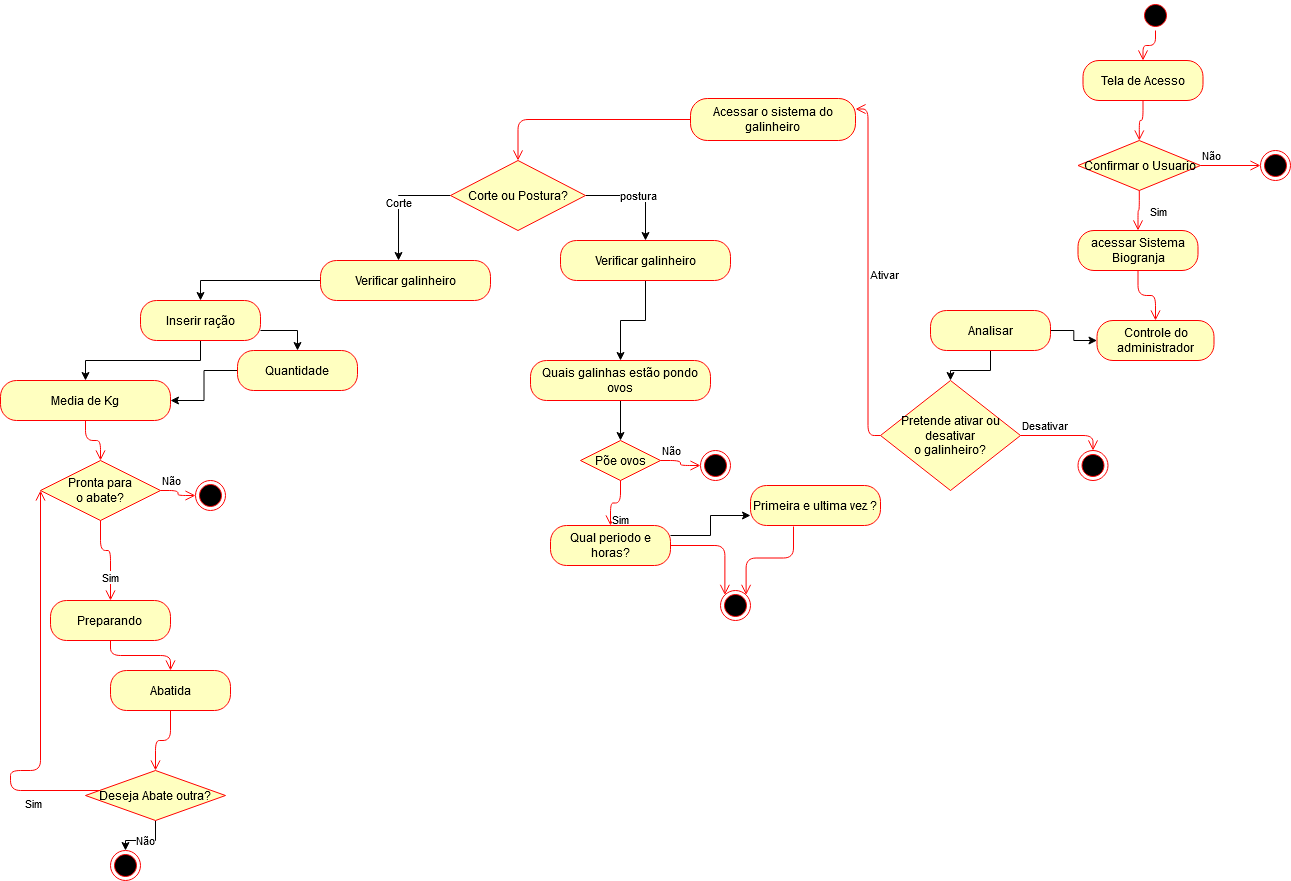 Tela de Acesso
Confirmar o Usuario
Não
Sim
acessar Sistema
Biogranja
Controle do
administrador
Analisar
Pretende ativar ou
desativar
o galinheiro?
Desativar
Ativar
Acessar o sistema do
galinheiro
Corte ou Postura?
Corte
postura
Verificar galinheiro
Verificar galinheiro
Inserir ração
Quantidade
Media de Kg
Pronta para
o abate?
Não
Sim
Preparando
Abatida
Deseja Abate outra?
Sim
Não
Quais galinhas estão pondo
ovos
Põe ovos
Não
Sim
Qual periodo e
horas?
Primeira e ultima vez ?